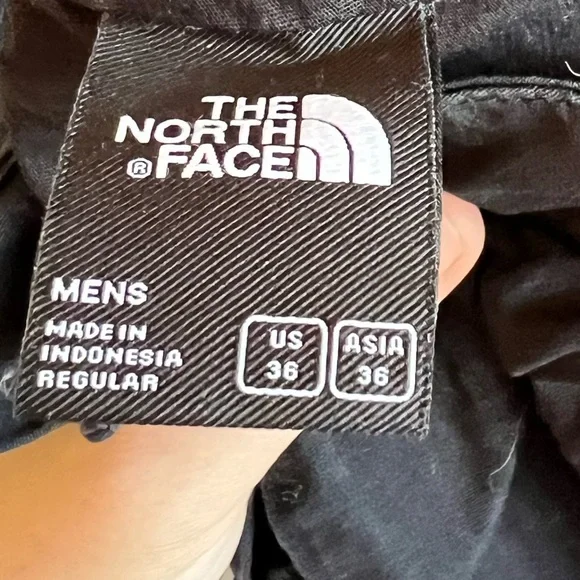 THE
NORTH
® FACE
MENS
MADE IN
INDONESIA
REGULAR
US
36
ASIA
36